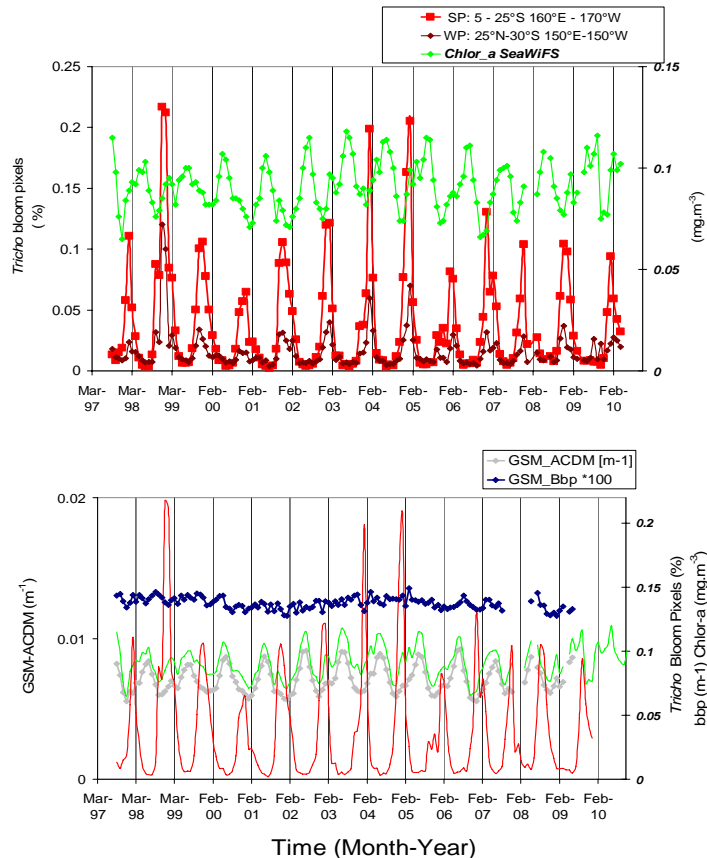 SP: 5 - 25°S 160°E - 170°W
WP: 25°N-30°S 150°E-150°W
Chlor_a SeaWiFS
0.25
0.2
0.15
0.1
0.05
0
Tricho bloom pixels
( %)
0.15
0.1
0.05
0
(mg.m-3)
Mar-97 Mar-98 Mar-99 Feb-00 Feb-01 Feb-02 Feb-03 Feb-04 Feb-05 Feb-06 Feb-07 Feb-08 Feb-09 Feb-10
GSM_ACDM [m-1]
GSM_Bbp *100
0.02
0.01
0
GSM-ACDM (m-1)
0.2
0.15
0.1
0.05
0
Tricho Bloom Pixels (%)
bbp (m-1) Chlor-a (mg.m-3)
Mar-97 Feb-98 Feb-99 Feb-00 Feb-01 Feb-02 Feb-03 Feb-04 Feb-05 Feb-06 Feb-07 Feb-08 Feb-09 Feb-10
Time (Month-Year)